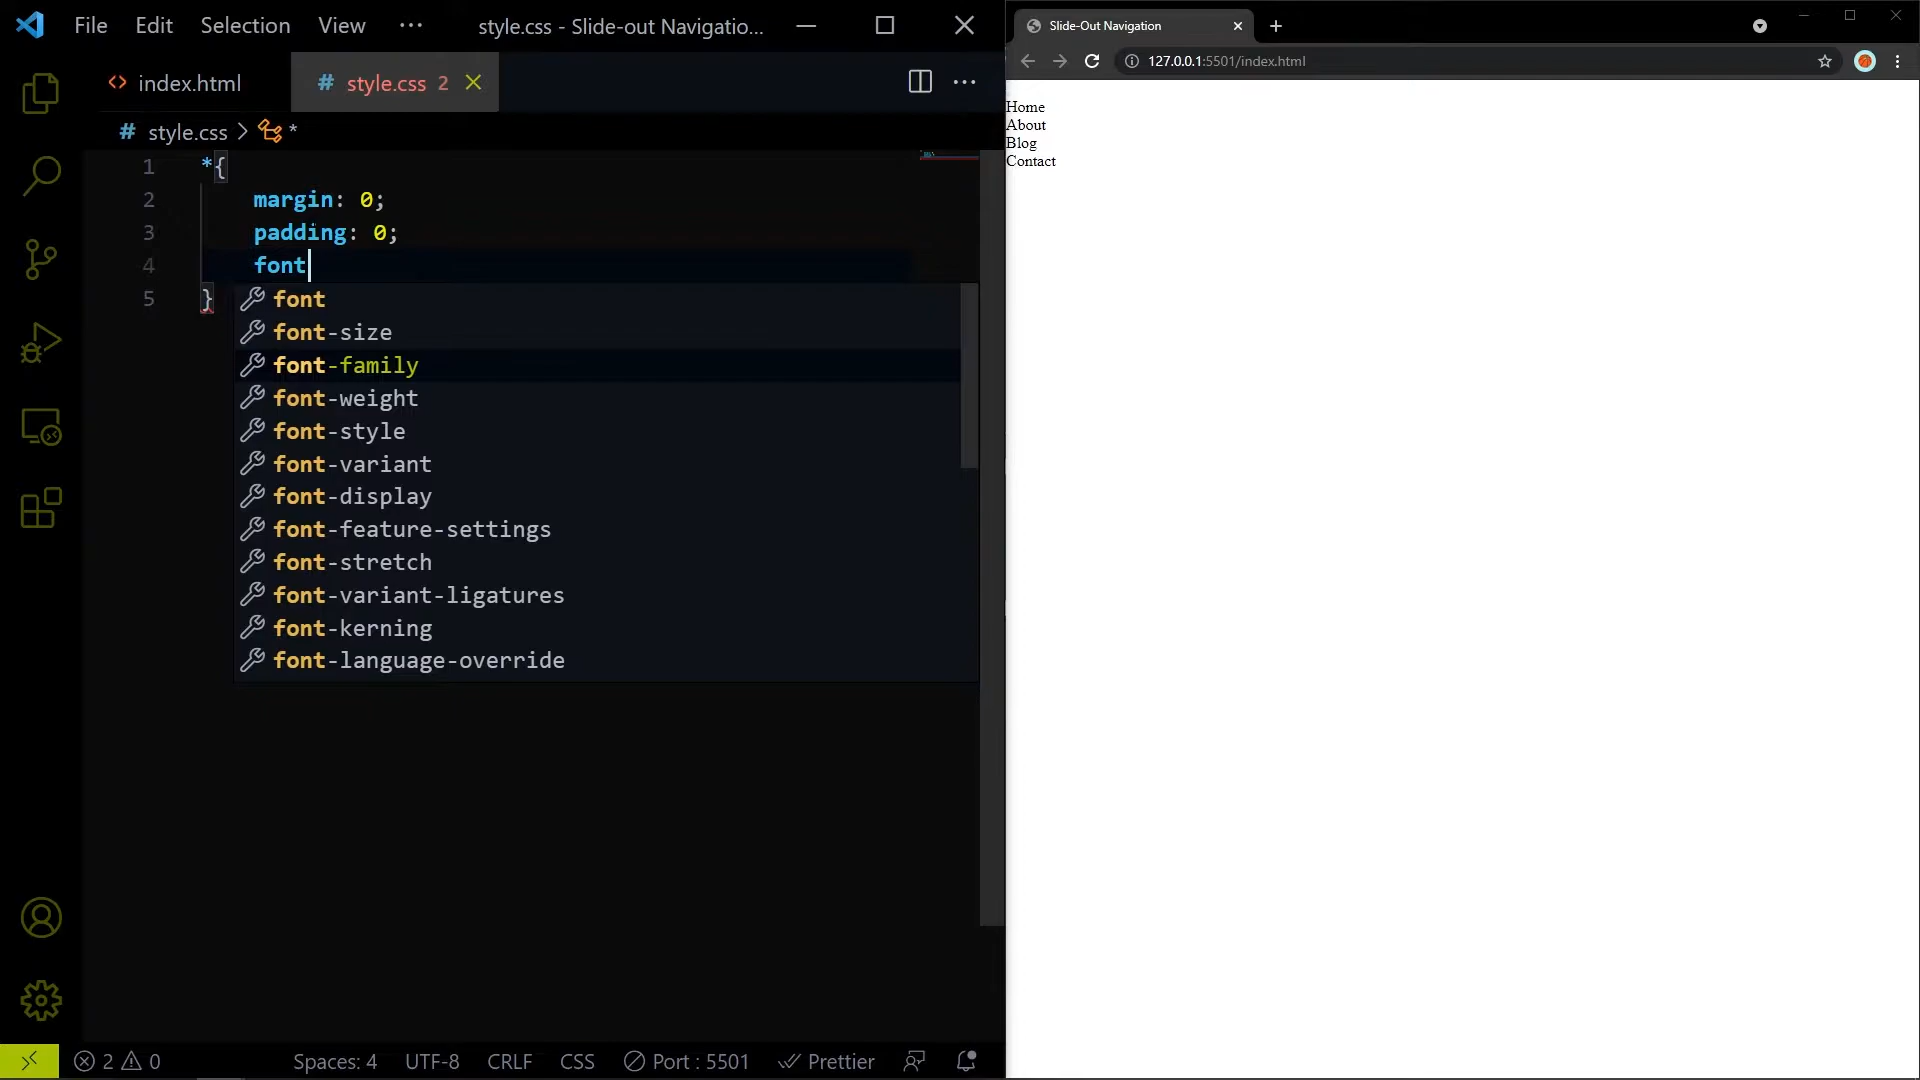 File Edit Selection View ··· style.css - Slide-out Navigatio...
index.html # style.css 2
# style.css > *
1 *{
2 margin: 0;
3 padding: 0;
4 font
5 }
font
font-size
font-family
font-weight
font-style
font-variant
font-display
font-feature-settings
font-stretch
font-variant-ligatures
font-kerning
font-language-override
2 0 Spaces: 4 UTF-8 CRLF CSS Port : 5501 Prettier
Slide-Out Navigation
127.0.0.1:5501/index.html
Home
About
Blog
Contact